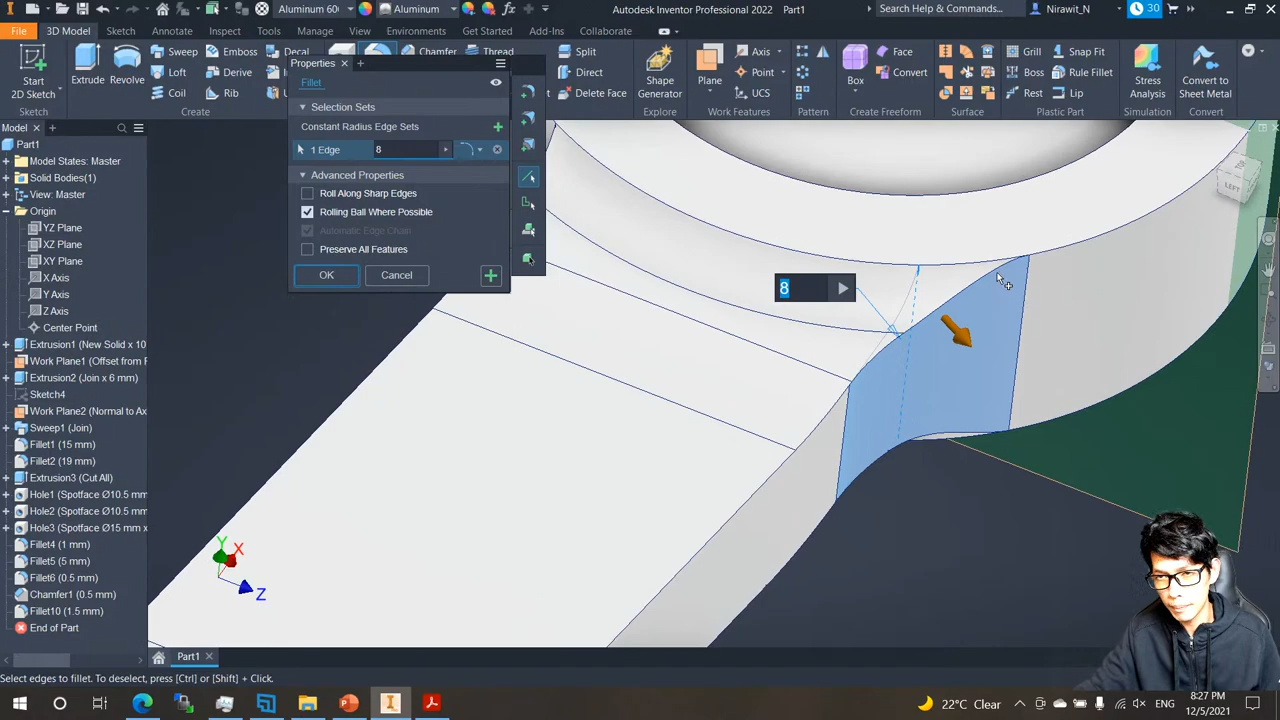 Aluminum 60
Aluminum
Autodesk Inventor Professional 2022
Search Help & Commands...
Nirawit_N
30
File
3D Model
Sketch
Annotate
Inspect
Tools
Manage
View
Environments
Get Started
Add-Ins
Collaborate
Start
2D Sketch
Extrude
Revolve
Sweep
Loft
Coil
Emboss
Derive
Rib
Decal
Chamfer
Thread
Split
Direct
Delete Face
Shape
Generator
Plane
Axis
Point
UCS
Box
Face
Convert
Grill
Boss
Rest
Snap Fit
Rule Fillet
Lip
Stress
Analysis
Convert to
Sheet Metal
Sketch
Create
Explore
Work Features
Pattern
Create Freeform
Surface
Plastic Part
Simulation
Convert
Properties
Fillet
Selection Sets
Constant Radius Edge Sets
1 Edge
8
Advanced Properties
Roll Along Sharp Edges
Rolling Ball Where Possible
Automatic Edge Chain
Preserve All Features
OK
Cancel
Model
Part1
Model States: Master
Solid Bodies(1)
View: Master
Origin
YZ Plane
XZ Plane
XY Plane
X Axis
Y Axis
Z Axis
Center Point
Extrusion1 (New Solid x 10
Work Plane1 (Offset from F
Extrusion2 (Join x 6 mm)
Sketch4
Work Plane2 (Normal to Ax
Sweep1 (Join)
Fillet1 (15 mm)
Fillet2 (19 mm)
Extrusion3 (Cut All)
Hole1 (Spotface Ø10.5 mm
Hole2 (Spotface Ø10.5 mm
Hole3 (Spotface Ø15 mm x
Fillet4 (1 mm)
Fillet5 (5 mm)
Fillet6 (0.5 mm)
Chamfer1 (0.5 mm)
Fillet10 (1.5 mm)
End of Part
8
LEFT
Y
X
Z
Part1
Select edges to fillet. To deselect, press [Ctrl] or [Shift] + Click.
22°C Clear
8:27 PM
12/5/2021